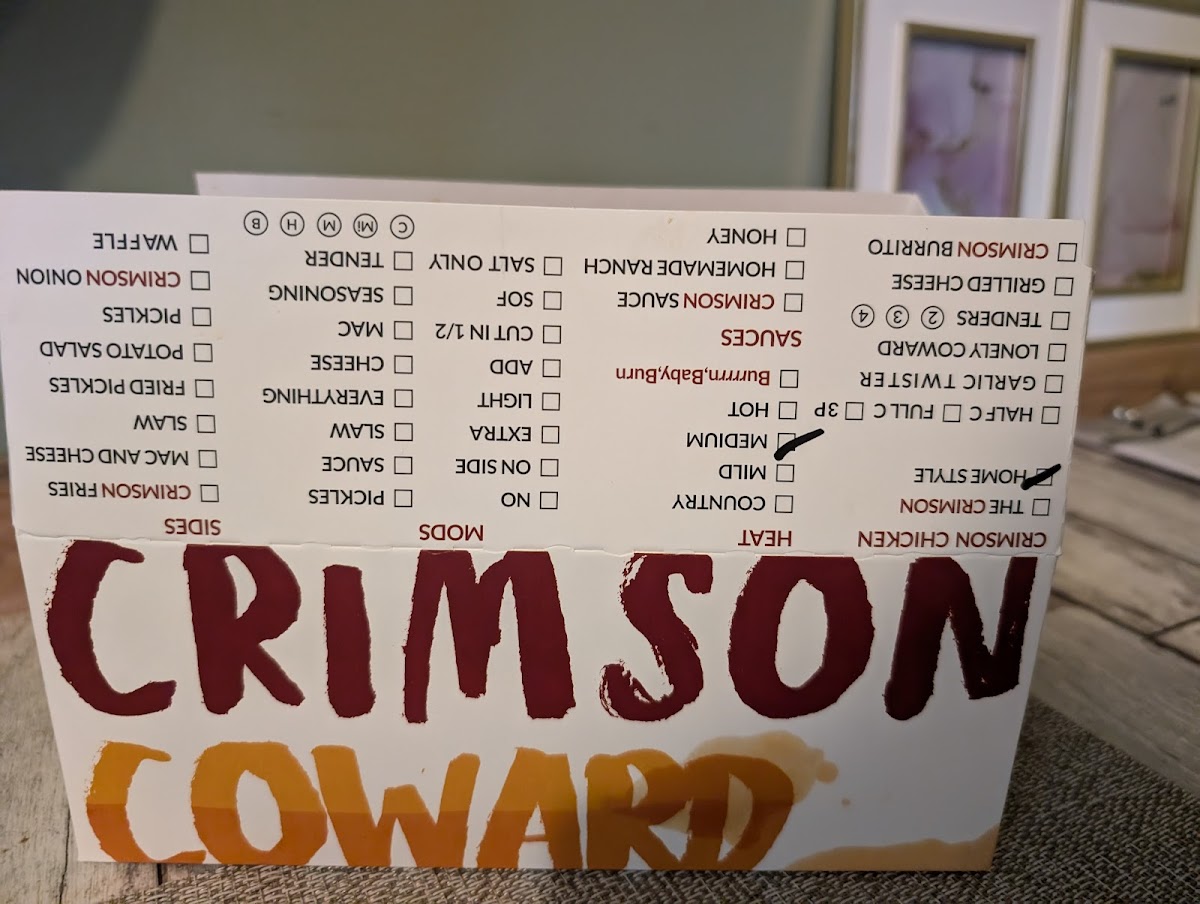 CRIMSON CHICKEN
☐ THE CRIMSON
☑ HOME STYLE
☐ HALF C ☐ FULL C ☐ 3P
☐ GARLIC TWISTER
☐ LONELY COWARD
☐ TENDERS ② ③ ④
☐ GRILLED CHEESE
☐ CRIMSON BURRITO
HEAT
☐ COUNTRY
☐ MILD
☑ MEDIUM
☐ HOT
☐ Burrrrn,Baby,Burn
SAUCES
☐ CRIMSON SAUCE
☐ HOMEMADE RANCH
☐ HONEY
MODS
☐ NO
☐ ON SIDE
☐ EXTRA
☐ LIGHT
☐ ADD
☐ CUT IN 1/2
☐ SOF
☐ SALT ONLY
☐ PICKLES
☐ SAUCE
☐ SLAW
☐ EVERYTHING
☐ CHEESE
☐ MAC
☐ SEASONING
☐ TENDER
C Mi M H B
SIDES
☐ CRIMSON FRIES
☐ MAC AND CHEESE
☐ SLAW
☐ FRIED PICKLES
☐ POTATO SALAD
☐ PICKLES
☐ CRIMSON ONION
☐ WAFFLE
CRIMSON
COWARD